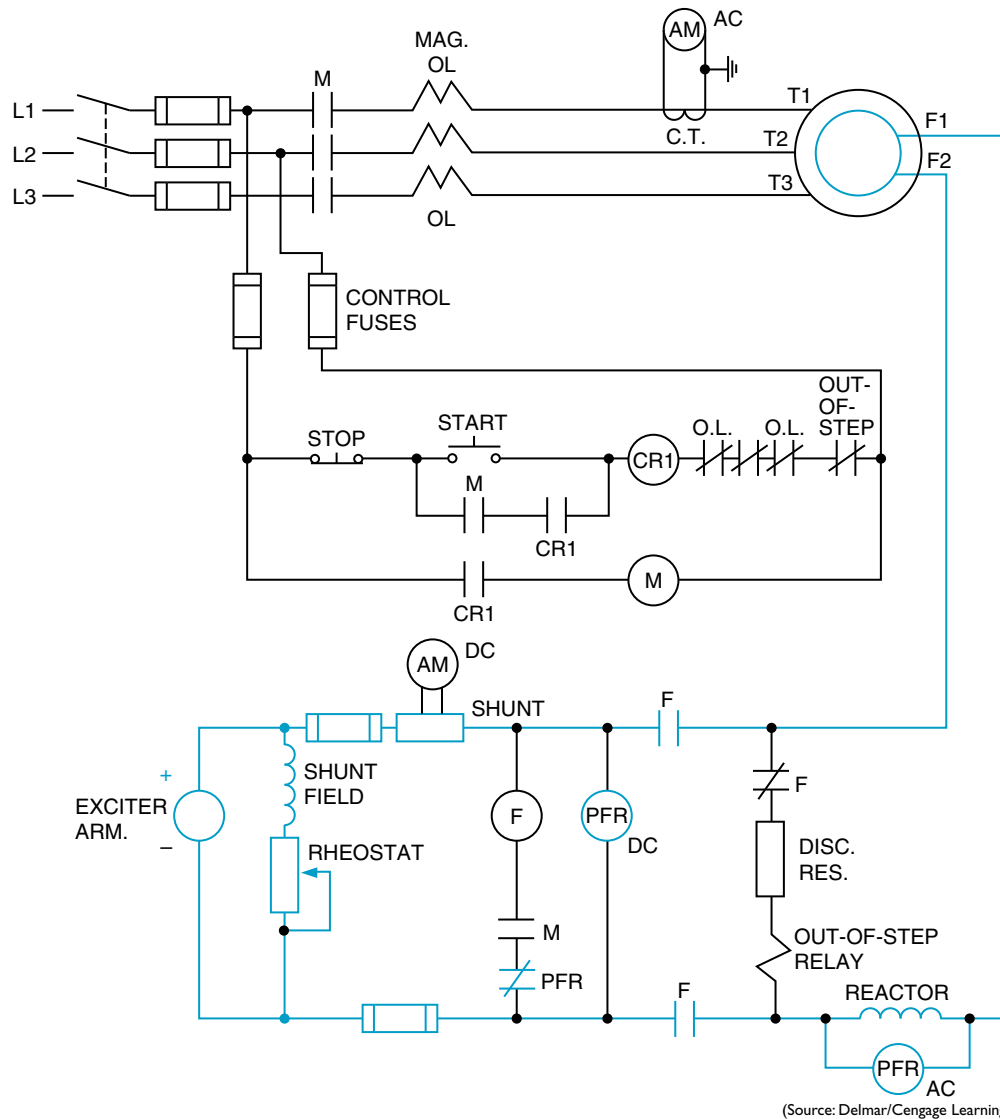 AM
AC
MAG.
OL
M
L1
T1
F1
C.T.
L2
T2
F2
L3
T3
OL
CONTROL
FUSES
OUT-
OF-
STEP
START
O.L.
O.L.
STOP
CR1
M
CR1
M
CR1
AM
DC
SHUNT
F
+
SHUNT
FIELD
F
EXCITER
ARM.
F
PFR
–
DC
RHEOSTAT
DISC.
RES.
M
OUT-OF-STEP
RELAY
PFR
F
REACTOR
PFR
AC
(Source: Delmar/Cengage Learnin